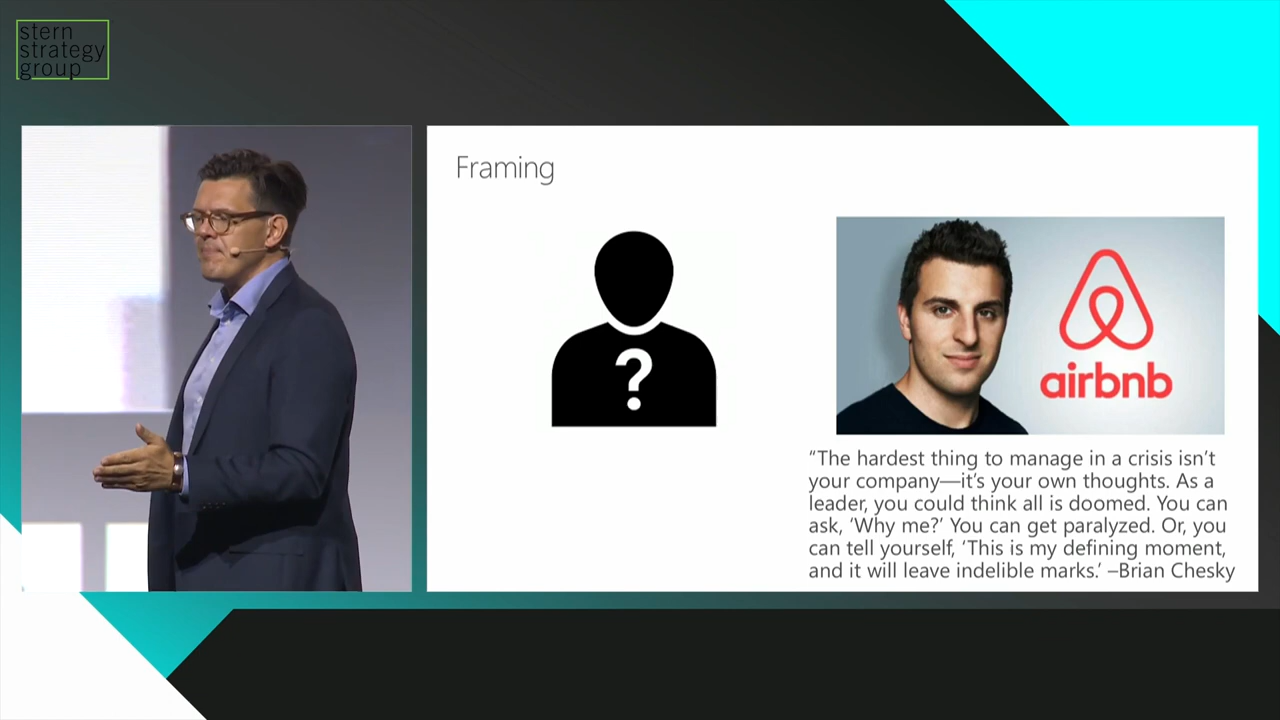 stern
strategy
group
Framing
?
airbnb
“The hardest thing to manage in a crisis isn’t
your company—it’s your own thoughts. As a
leader, you could think all is doomed. You can
ask, ‘Why me?’ You can get paralyzed. Or, you
can tell yourself, ‘This is my defining moment,
and it will leave indelible marks.’ –Brian Chesky